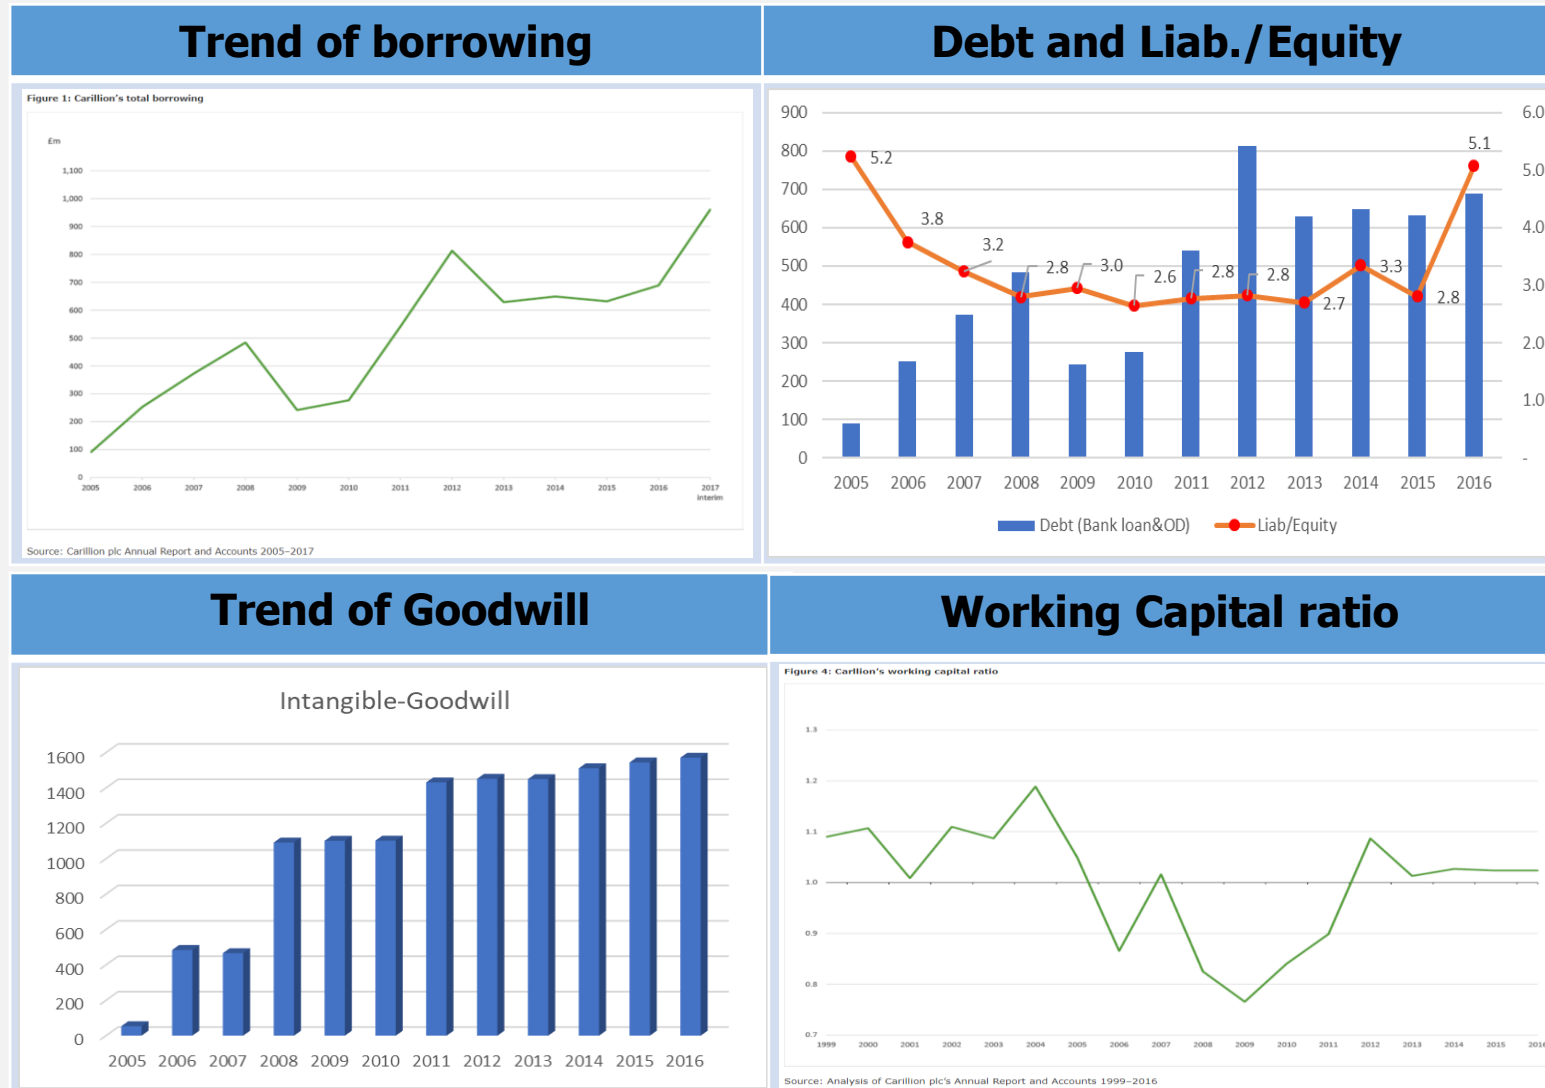 Trend of borrowing
Debt and Liab./Equity
Figure 1: Carillion's total borrowing
£m
1,100
1,000
900
800
700
600
500
400
300
200
100
0
2005 2006 2007 2008 2009 2010 2011 2012 2013 2014 2015 2016 2017
interim
Source: Carillion plc Annual Report and Accounts 2005–2017
900 6.0
800 5.0
700 4.0
600 3.0
500 2.0
400 1.0
300 -
200
100
0
5.2 3.8 3.2 2.8 3.0 2.6 2.8 2.8 2.7 3.3 2.8 5.1
2005 2006 2007 2008 2009 2010 2011 2012 2013 2014 2015 2016
Debt (Bank loan&OD) Liab/Equity
Trend of Goodwill
Working Capital ratio
Intangible-Goodwill
1600
1400
1200
1000
800
600
400
200
0
2005 2006 2007 2008 2009 2010 2011 2012 2013 2014 2015 2016
Figure 4: Carllion's working capital ratio
1.3
1.2
1.1
1.0
0.9
0.8
0.7
1999 2000 2001 2002 2003 2004 2005 2006 2007 2008 2009 2010 2011 2012 2013 2014 2015 2016
Source: Analysis of Carillion plc's Annual Report and Accounts 1999–2016